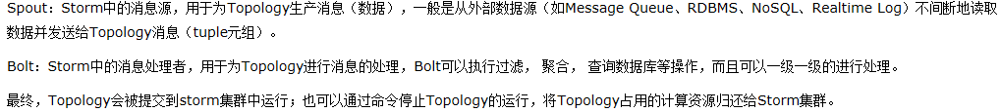 Spout：Storm中的消息源，用于为Topology生产消息（数据），一般是从外部数据源（如Message Queue、RDBMS、NoSQL、Realtime Log）不间断地读取
数据并发送给Topology消息（tuple元组）。
Bolt：Storm中的消息处理者，用于为Topology进行消息的处理，Bolt可以执行过滤， 聚合， 查询数据库等操作，而且可以一级一级的进行处理。
最终，Topology会被提交到storm集群中运行；也可以通过命令停止Topology的运行，将Topology占用的计算资源归还给Storm集群。